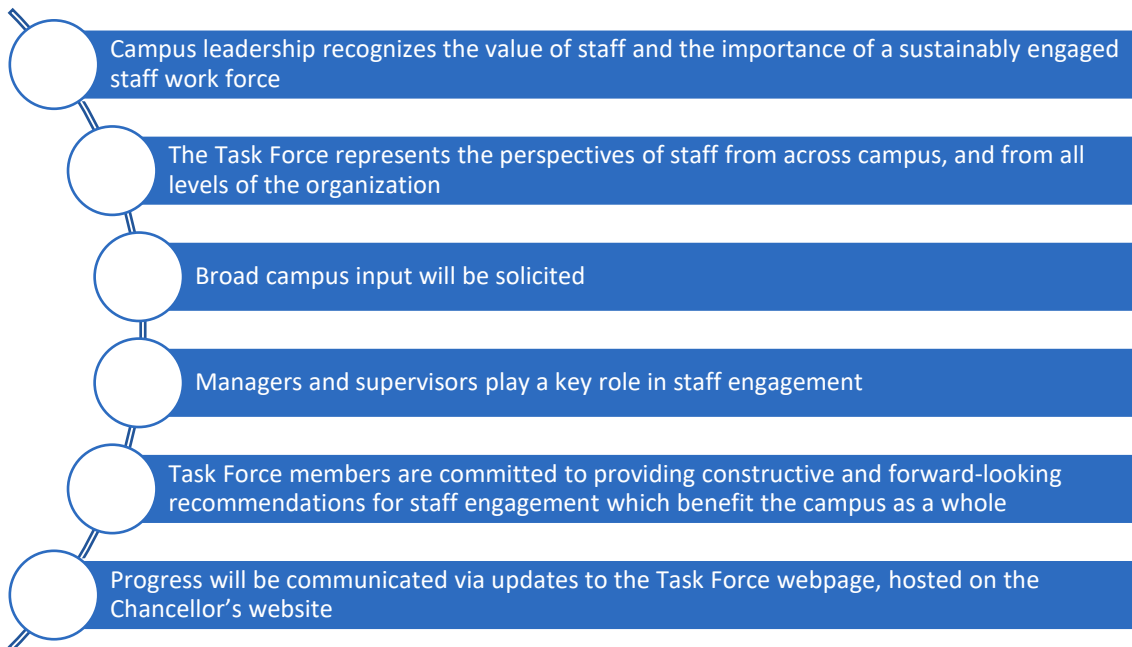 Campus leadership recognizes the value of staff and the importance of a sustainably engaged
staff work force
The Task Force represents the perspectives of staff from across campus, and from all
levels of the organization
Broad campus input will be solicited
Managers and supervisors play a key role in staff engagement
Task Force members are committed to providing constructive and forward-looking
recommendations for staff engagement which benefit the campus as a whole
Progress will be communicated via updates to the Task Force webpage, hosted on the
Chancellor’s website